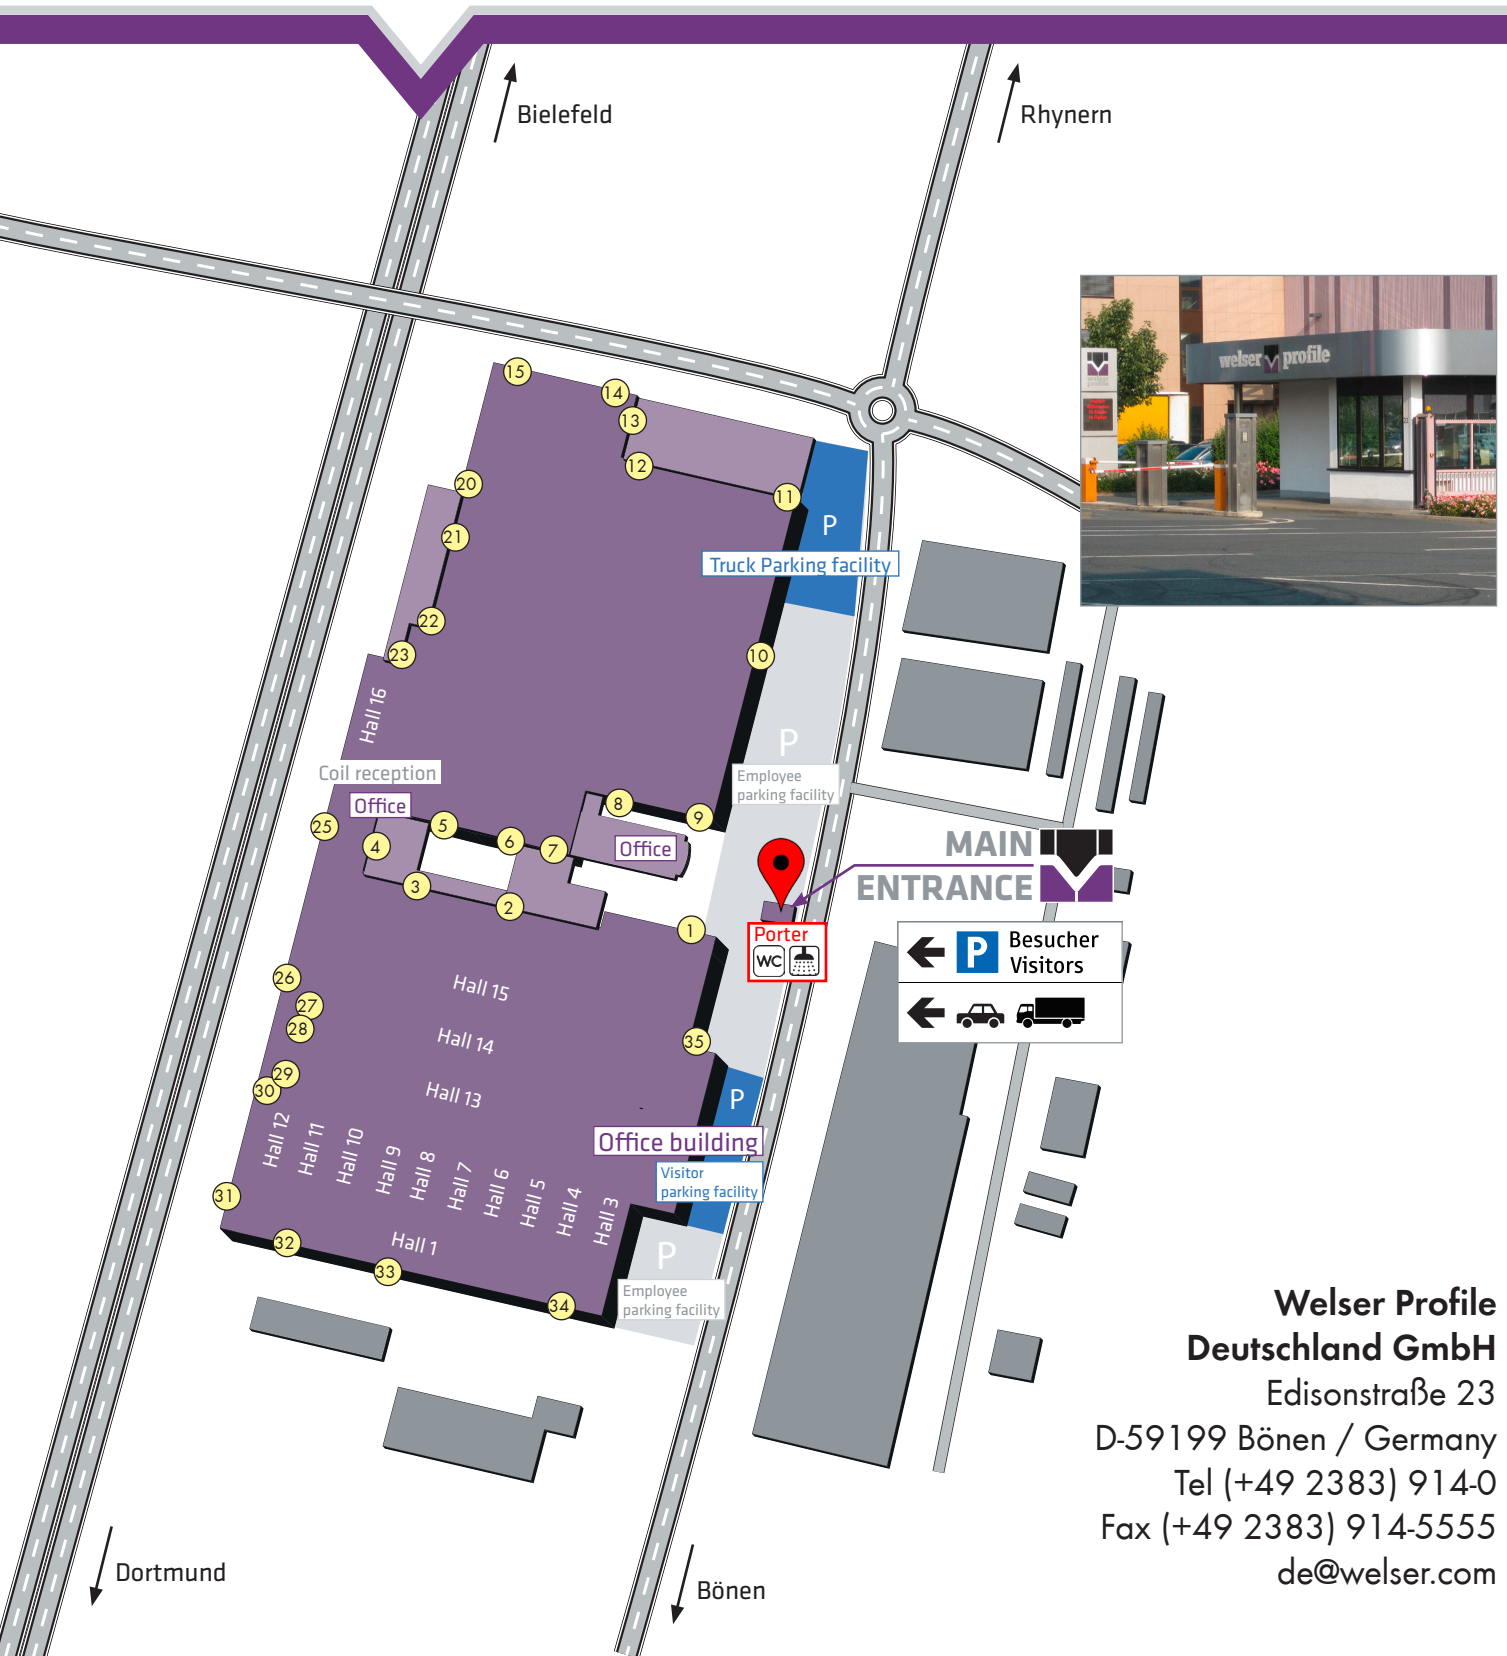 Bielefeld
Rhynern
welser profile
15
14
13
12
11
20
21
22
23
10
P
Truck Parking facility
Hall 16
P
Employee
parking facility
Coil reception
Office
25
4
5
6
7
8
9
Office
3
2
1
MAIN
ENTRANCE
Porter
WC
P
Besucher
Visitors
26
27
28
29
30
31
32
33
34
35
Hall 15
Hall 14
Hall 13
Hall 12
Hall 11
Hall 10
Hall 9
Hall 8
Hall 7
Hall 6
Hall 5
Hall 4
Hall 3
Hall 1
P
Office building
Visitor
parking facility
P
Employee
parking facility
Welser Profile
Deutschland GmbH
Edisonstraße 23
D-59199 Bönen / Germany
Tel (+49 2383) 914-0
Fax (+49 2383) 914-5555
de@welser.com
Dortmund
Bönen